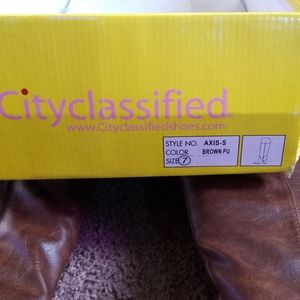 Cityclassified®
www.Cityclassifiedshoes.com
STYLE NO. AXIS-S
COLOR BROWN PU
SIZE 7